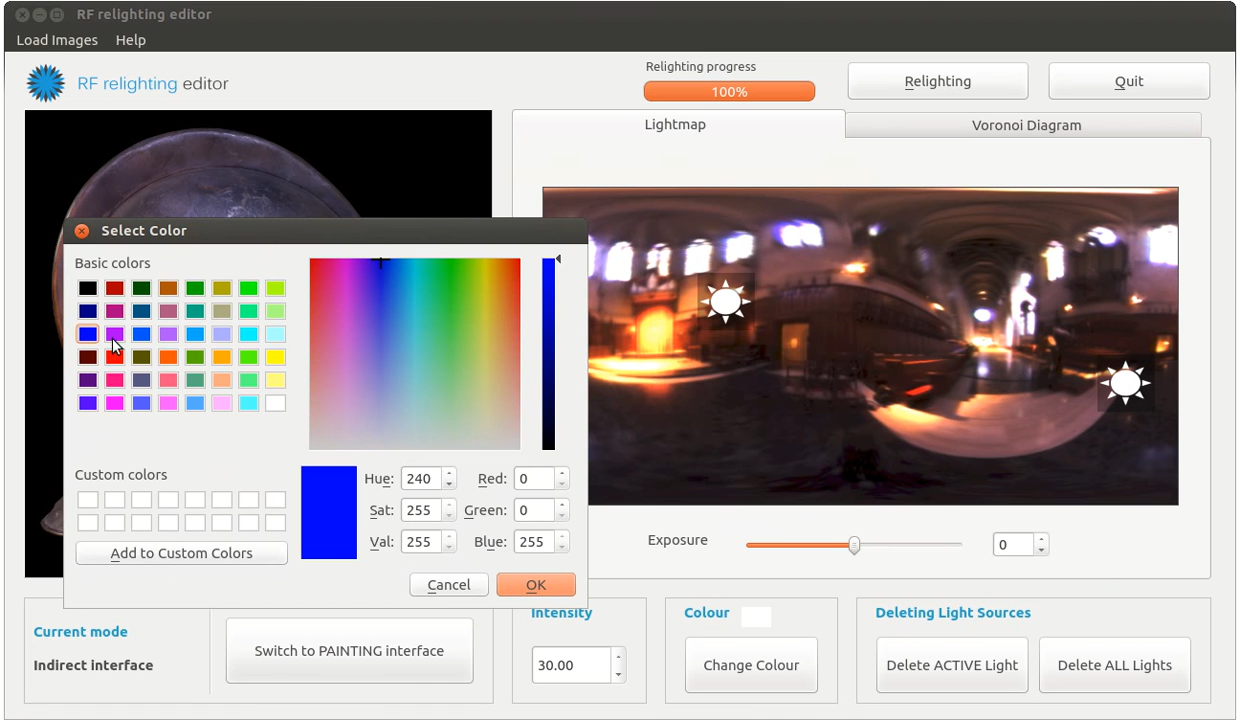 RF relighting editor
Load Images Help
RF relighting editor
Relighting progress
100%
Relighting
Quit
Lightmap
Voronoi Diagram
Select Color
Basic colors
Custom colors
Add to Custom Colors
Hue: 240 Red: 0
Sat: 255 Green: 0
Val: 255 Blue: 255
Cancel OK
Exposure 0
Current mode
Indirect interface
Switch to PAINTING interface
Intensity
30.00
Colour
Change Colour
Deleting Light Sources
Delete ACTIVE Light
Delete ALL Lights